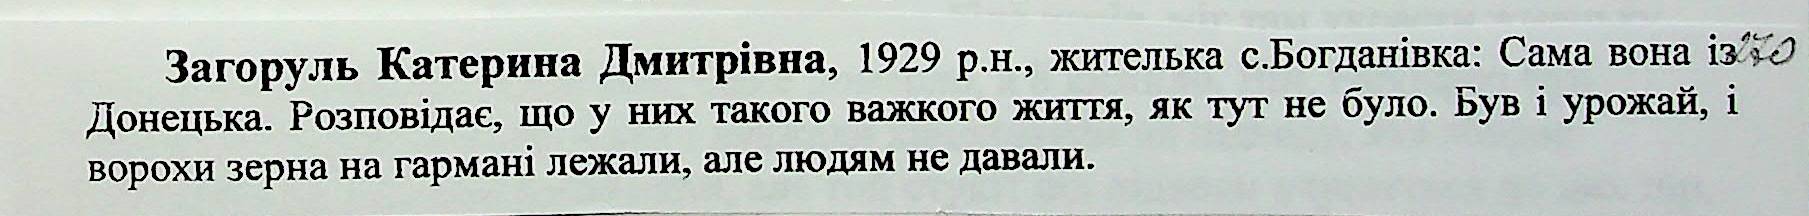 Загоруль Катерина Дмитрівна, 1929 р.н., жителька с.Богданівка: Сама вона із 270
Донецька. Розповідає, що у них такого важкого життя, як тут не було. Був і урожай, і
ворохи зерна на гармані лежали, але людям не давали.